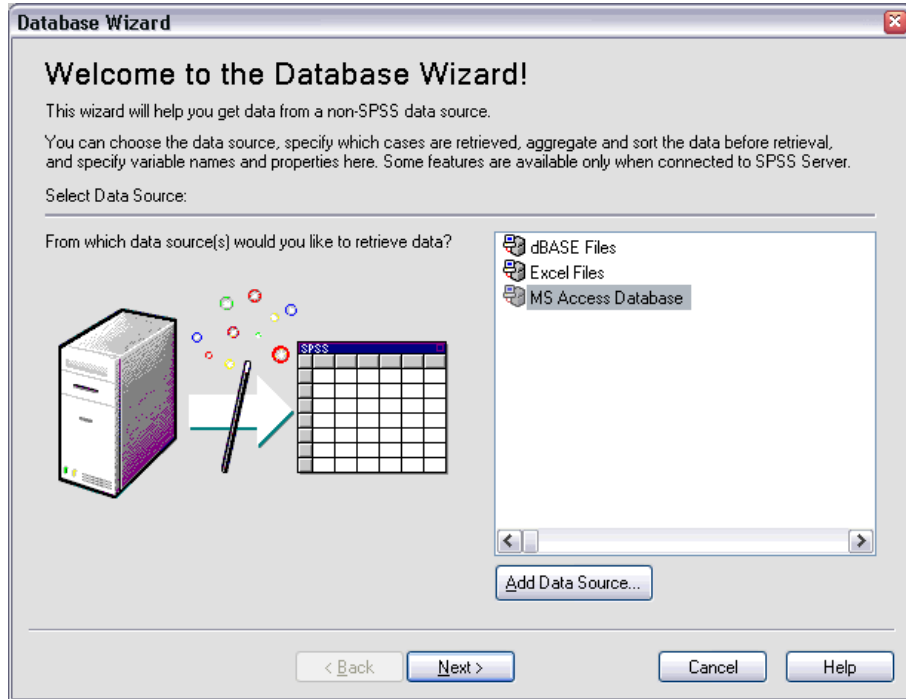 Database Wizard
Welcome to the Database Wizard!
This wizard will help you get data from a non-SPSS data source.
You can choose the data source, specify which cases are retrieved, aggregate and sort the data before retrieval,
and specify variable names and properties here. Some features are available only when connected to SPSS Server.
Select Data Source:
From which data source(s) would you like to retrieve data?
dBASE Files
Excel Files
MS Access Database
SPSS
Add Data Source...
< Back
Next >
Cancel
Help